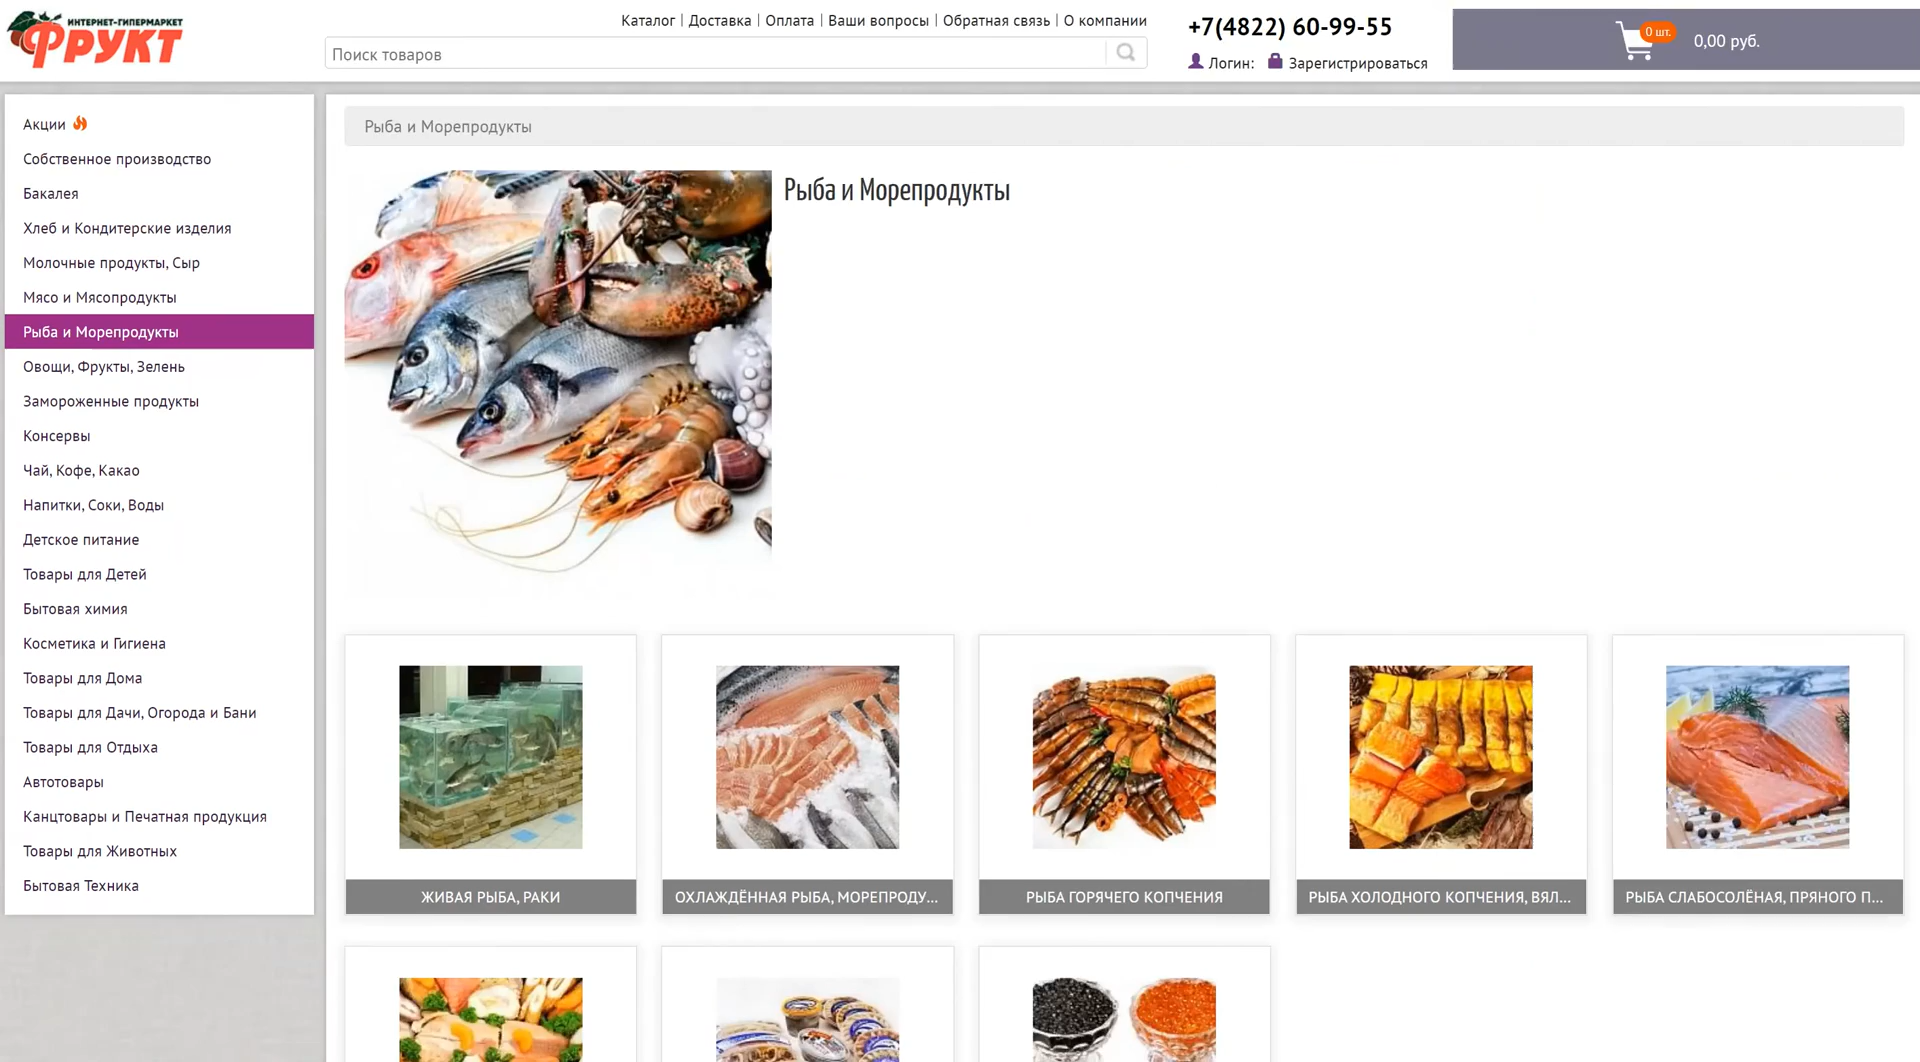 ИНТЕРНЕТ-ГИПЕРМАРКЕТ
ФРУКТ
Каталог | Доставка | Оплата | Ваши вопросы | Обратная связь | О компании
Поиск товаров
+7(4822) 60-99-55
Логин: Зарегистрироваться
0 шт.
0,00 руб.
Акции
Собственное производство
Бакалея
Хлеб и Кондитерские изделия
Молочные продукты, Сыр
Мясо и Мясопродукты
Рыба и Морепродукты
Овощи, Фрукты, Зелень
Замороженные продукты
Консервы
Чай, Кофе, Какао
Напитки, Соки, Воды
Детское питание
Товары для Детей
Бытовая химия
Косметика и Гигиена
Товары для Дома
Товары для Дачи, Огорода и Бани
Товары для Отдыха
Автотовары
Канцтовары и Печатная продукция
Товары для Животных
Бытовая Техника
Рыба и Морепродукты
Рыба и Морепродукты
ЖИВАЯ РЫБА, РАКИ
ОХЛАЖДЁННАЯ РЫБА, МОРЕПРОДУ...
РЫБА ГОРЯЧЕГО КОПЧЕНИЯ
РЫБА ХОЛОДНОГО КОПЧЕНИЯ, ВЯЛ...
РЫБА СЛАБОСОЛЁНАЯ, ПРЯНОГО П...